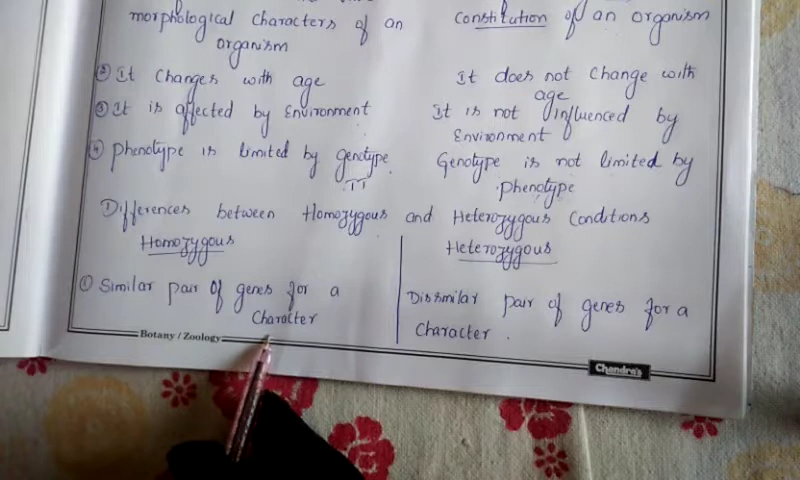 morphological Characters of an Constitution of an organism
organism
② It Changes with age It does not Change with
age
③ It is affected by Environment It is not influenced by
Environment
④ Phenotype is limited by genotype. Genotype is not limited by
phenotype
① Differences between Homozygous and Heterozygous Conditions
Homozygous Heterozygous
① Similar pair of genes for a Dissimilar pair of genes for a
Character Character.
Botany / Zoology
Chandra's